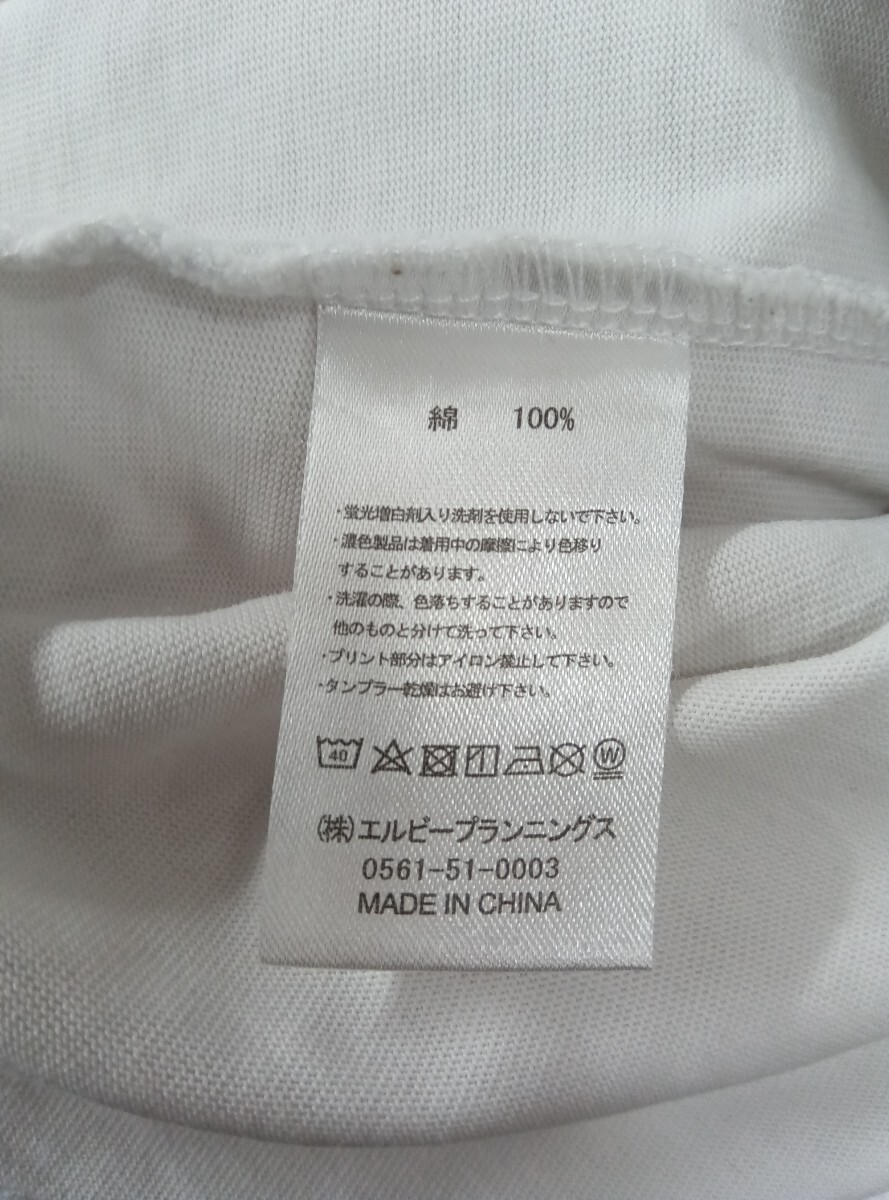 綿 100%
・蛍光増白剤入り洗剤を使用しないで下さい。
・濃色製品は着用中の摩擦により色移り
することがあります。
・洗濯の際、色落ちすることがありますので
他のものと分けて洗って下さい。
・プリント部分はアイロン禁止して下さい。
・タンブラー乾燥はお避け下さい。
40
W
(株)エルビープランニングス
0561-51-0003
MADE IN CHINA